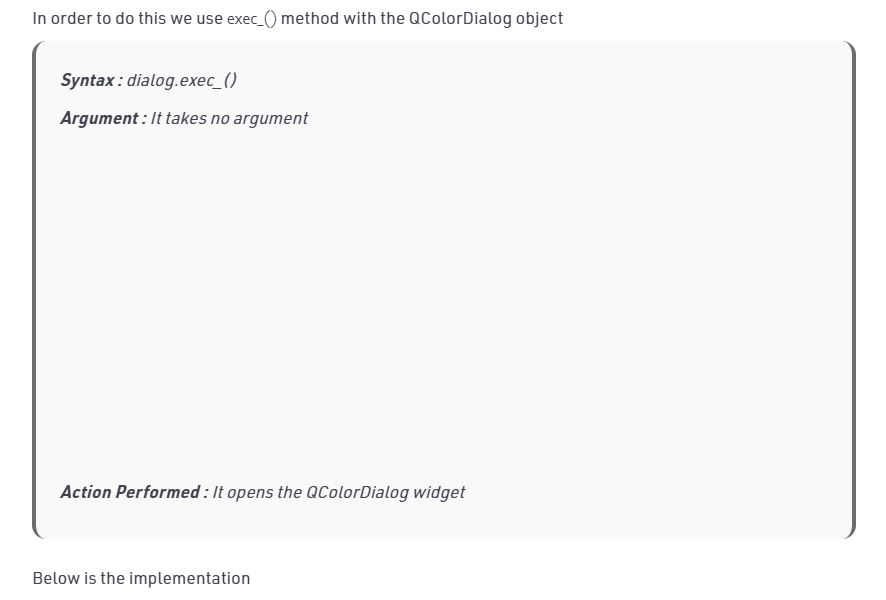 In order to do this we use exec_() method with the QColorDialog object
Syntax : dialog.exec_()
Argument : It takes no argument
Action Performed : It opens the QColorDialog widget
Below is the implementation